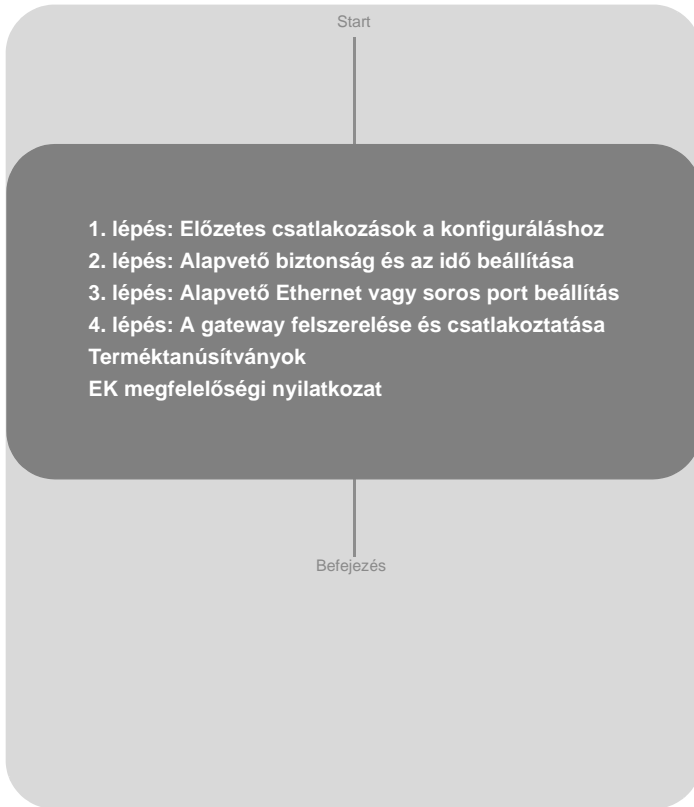 Start
1. lépés: Előzetes csatlakozások a konfiguráláshoz
2. lépés: Alapvető biztonság és az idő beállítása
3. lépés: Alapvető Ethernet vagy soros port beállítás
4. lépés: A gateway felszerelése és csatlakoztatása
Terméktanúsítványok
EK megfelelőségi nyilatkozat
Befejezés